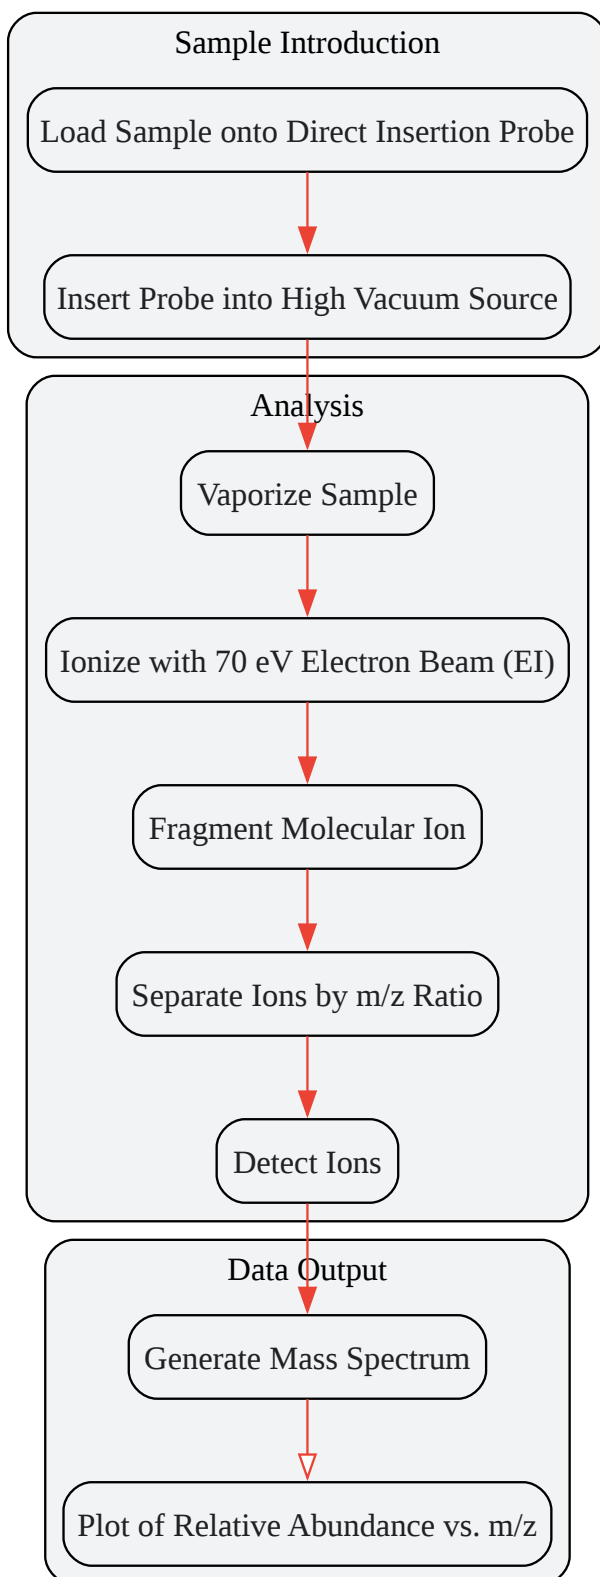 Sample Introduction
Load Sample onto Direct Insertion Probe
Insert Probe into High Vacuum Source
Analysis
Vaporize Sample
Ionize with 70 eV Electron Beam (EI)
Fragment Molecular Ion
Separate Ions by m/z Ratio
Detect Ions
Data Output
Generate Mass Spectrum
Plot of Relative Abundance vs. m/z